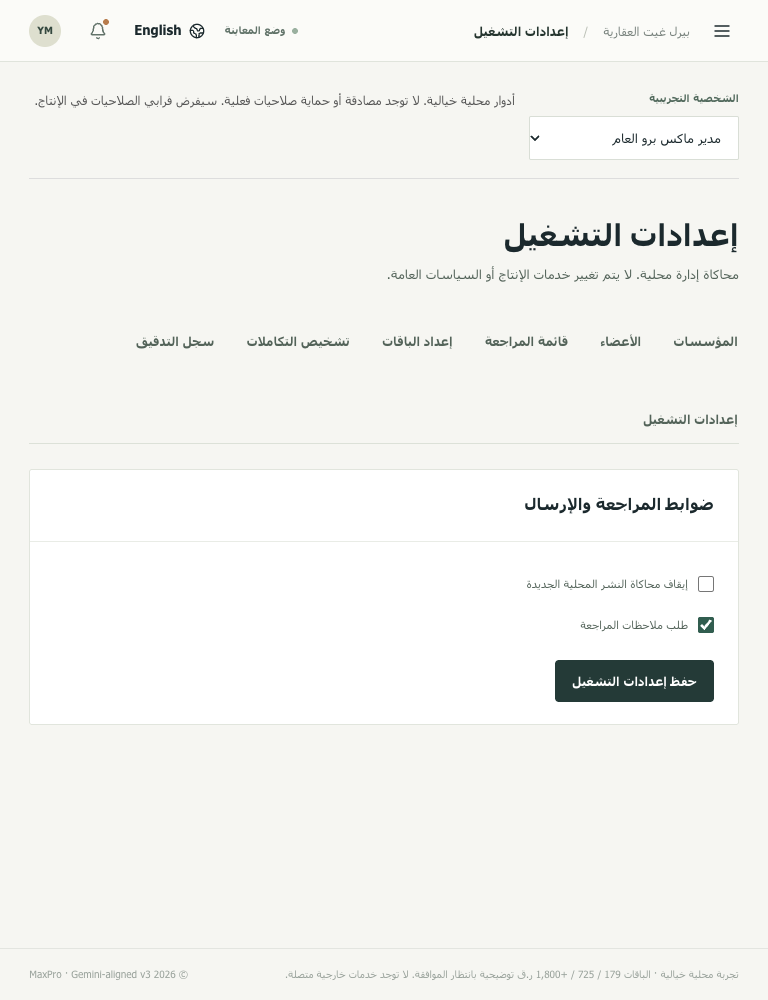 بيرل غيت العقارية / إعدادات التشغيل
وضع المعاينة
English
YM
الشخصية التجريبية
أدوار محلية خيالية. لا توجد مصادقة أو حماية صلاحيات فعلية. سيفرض فرابي الصلاحيات في الإنتاج.
مدير ماكس برو العام
إعدادات التشغيل
محاكاة إدارة محلية. لا يتم تغيير خدمات الإنتاج أو السياسات العامة.
المؤسسات الأعضاء قائمة المراجعة إعداد الباقات تشخيص التكاملات سجل التدقيق
إعدادات التشغيل
ضوابط المراجعة والإرسال
إيقاف محاكاة النشر المحلية الجديدة
طلب ملاحظات المراجعة
حفظ إعدادات التشغيل
تجربة محلية خيالية · الباقات 179 / 725 / +1,800 ر.ق توضيحية بانتظار الموافقة. لا توجد خدمات خارجية متصلة.
MaxPro · Gemini-aligned v3 2026 ©